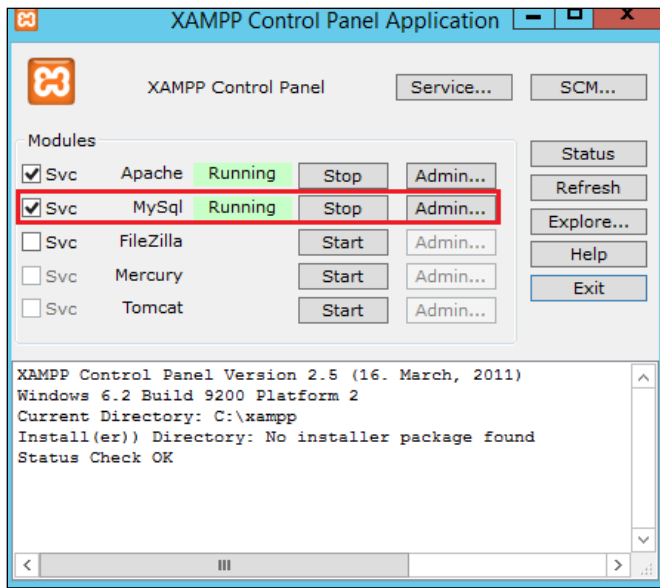 XAMPP Control Panel Application
XAMPP Control Panel Service... SCM...
Modules
Svc Apache Running Stop Admin... Status
Svc MySql Running Stop Admin... Refresh
Svc FileZilla Start Admin... Explore...
Svc Mercury Start Admin... Help
Svc Tomcat Start Admin... Exit
XAMPP Control Panel Version 2.5 (16. March, 2011)
Windows 6.2 Build 9200 Platform 2
Current Directory: C:\xampp
Install(er)) Directory: No installer package found
Status Check OK